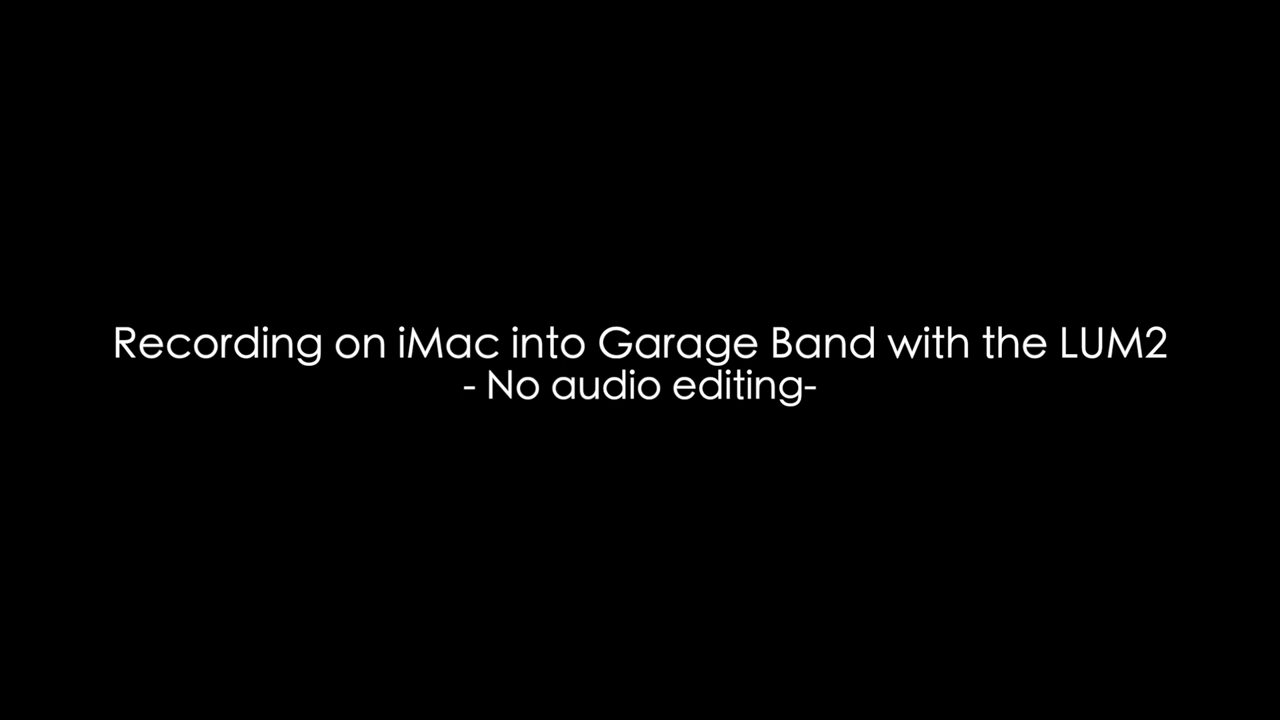 Recording on iMac into Garage Band with the LUM2
- No audio editing-